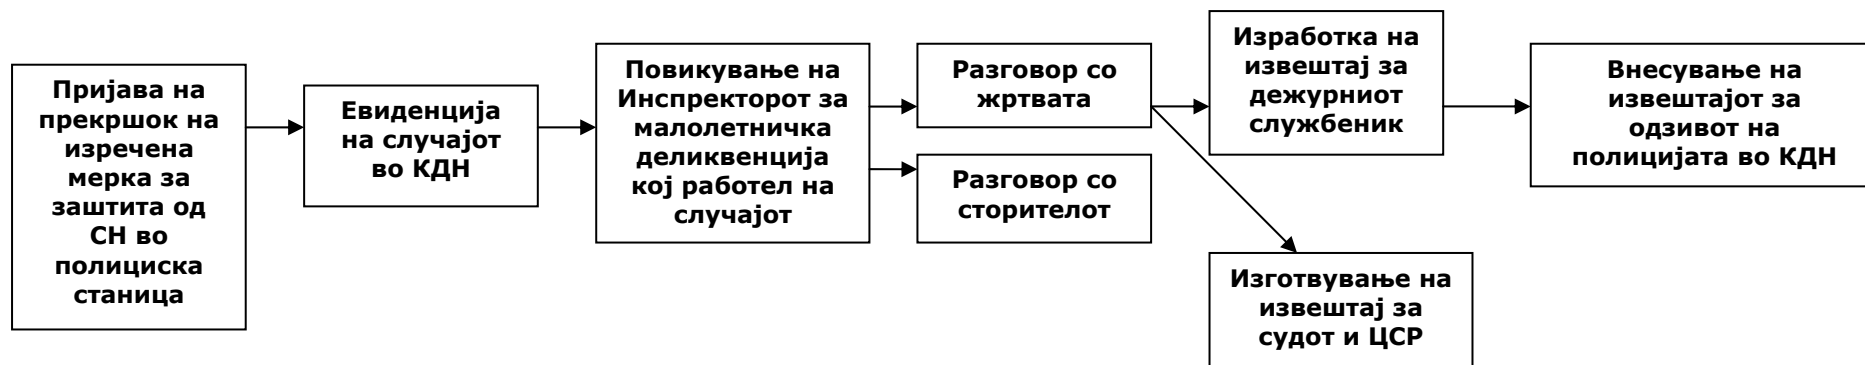 Пријава на
прекршок на
изречена
мерка за
заштита од
СН во
полициска
станица
Евиденција
на случајот
во КДН
Повикување на
Инспректорот за
малолетничка
деликвенција
кој работел на
случајот
Разговор со
жртвата
Разговор со
сторителот
Изработка на
извештај за
дежурниот
службеник
Изготвување на
извештај за
судот и ЦСР
Внесување на
извештајот за
одзивот на
полицијата во КДН